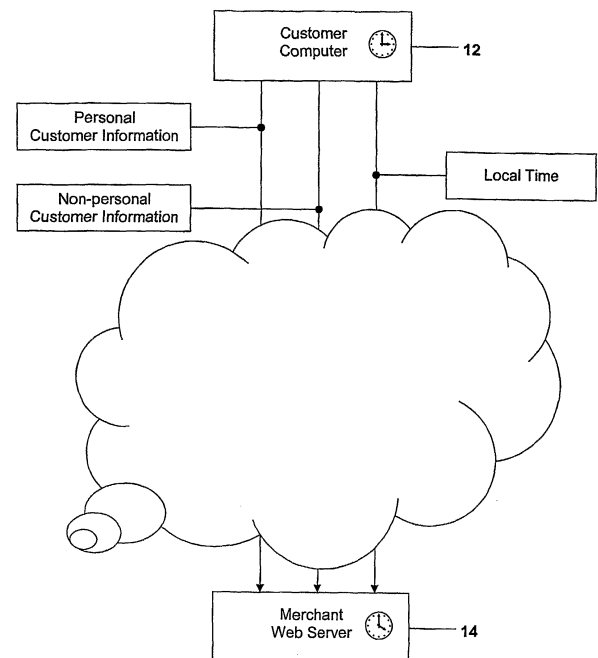 Customer
Computer
12
Personal
Customer Information
Local Time
Non-personal
Customer Information
Merchant
Web Server
14